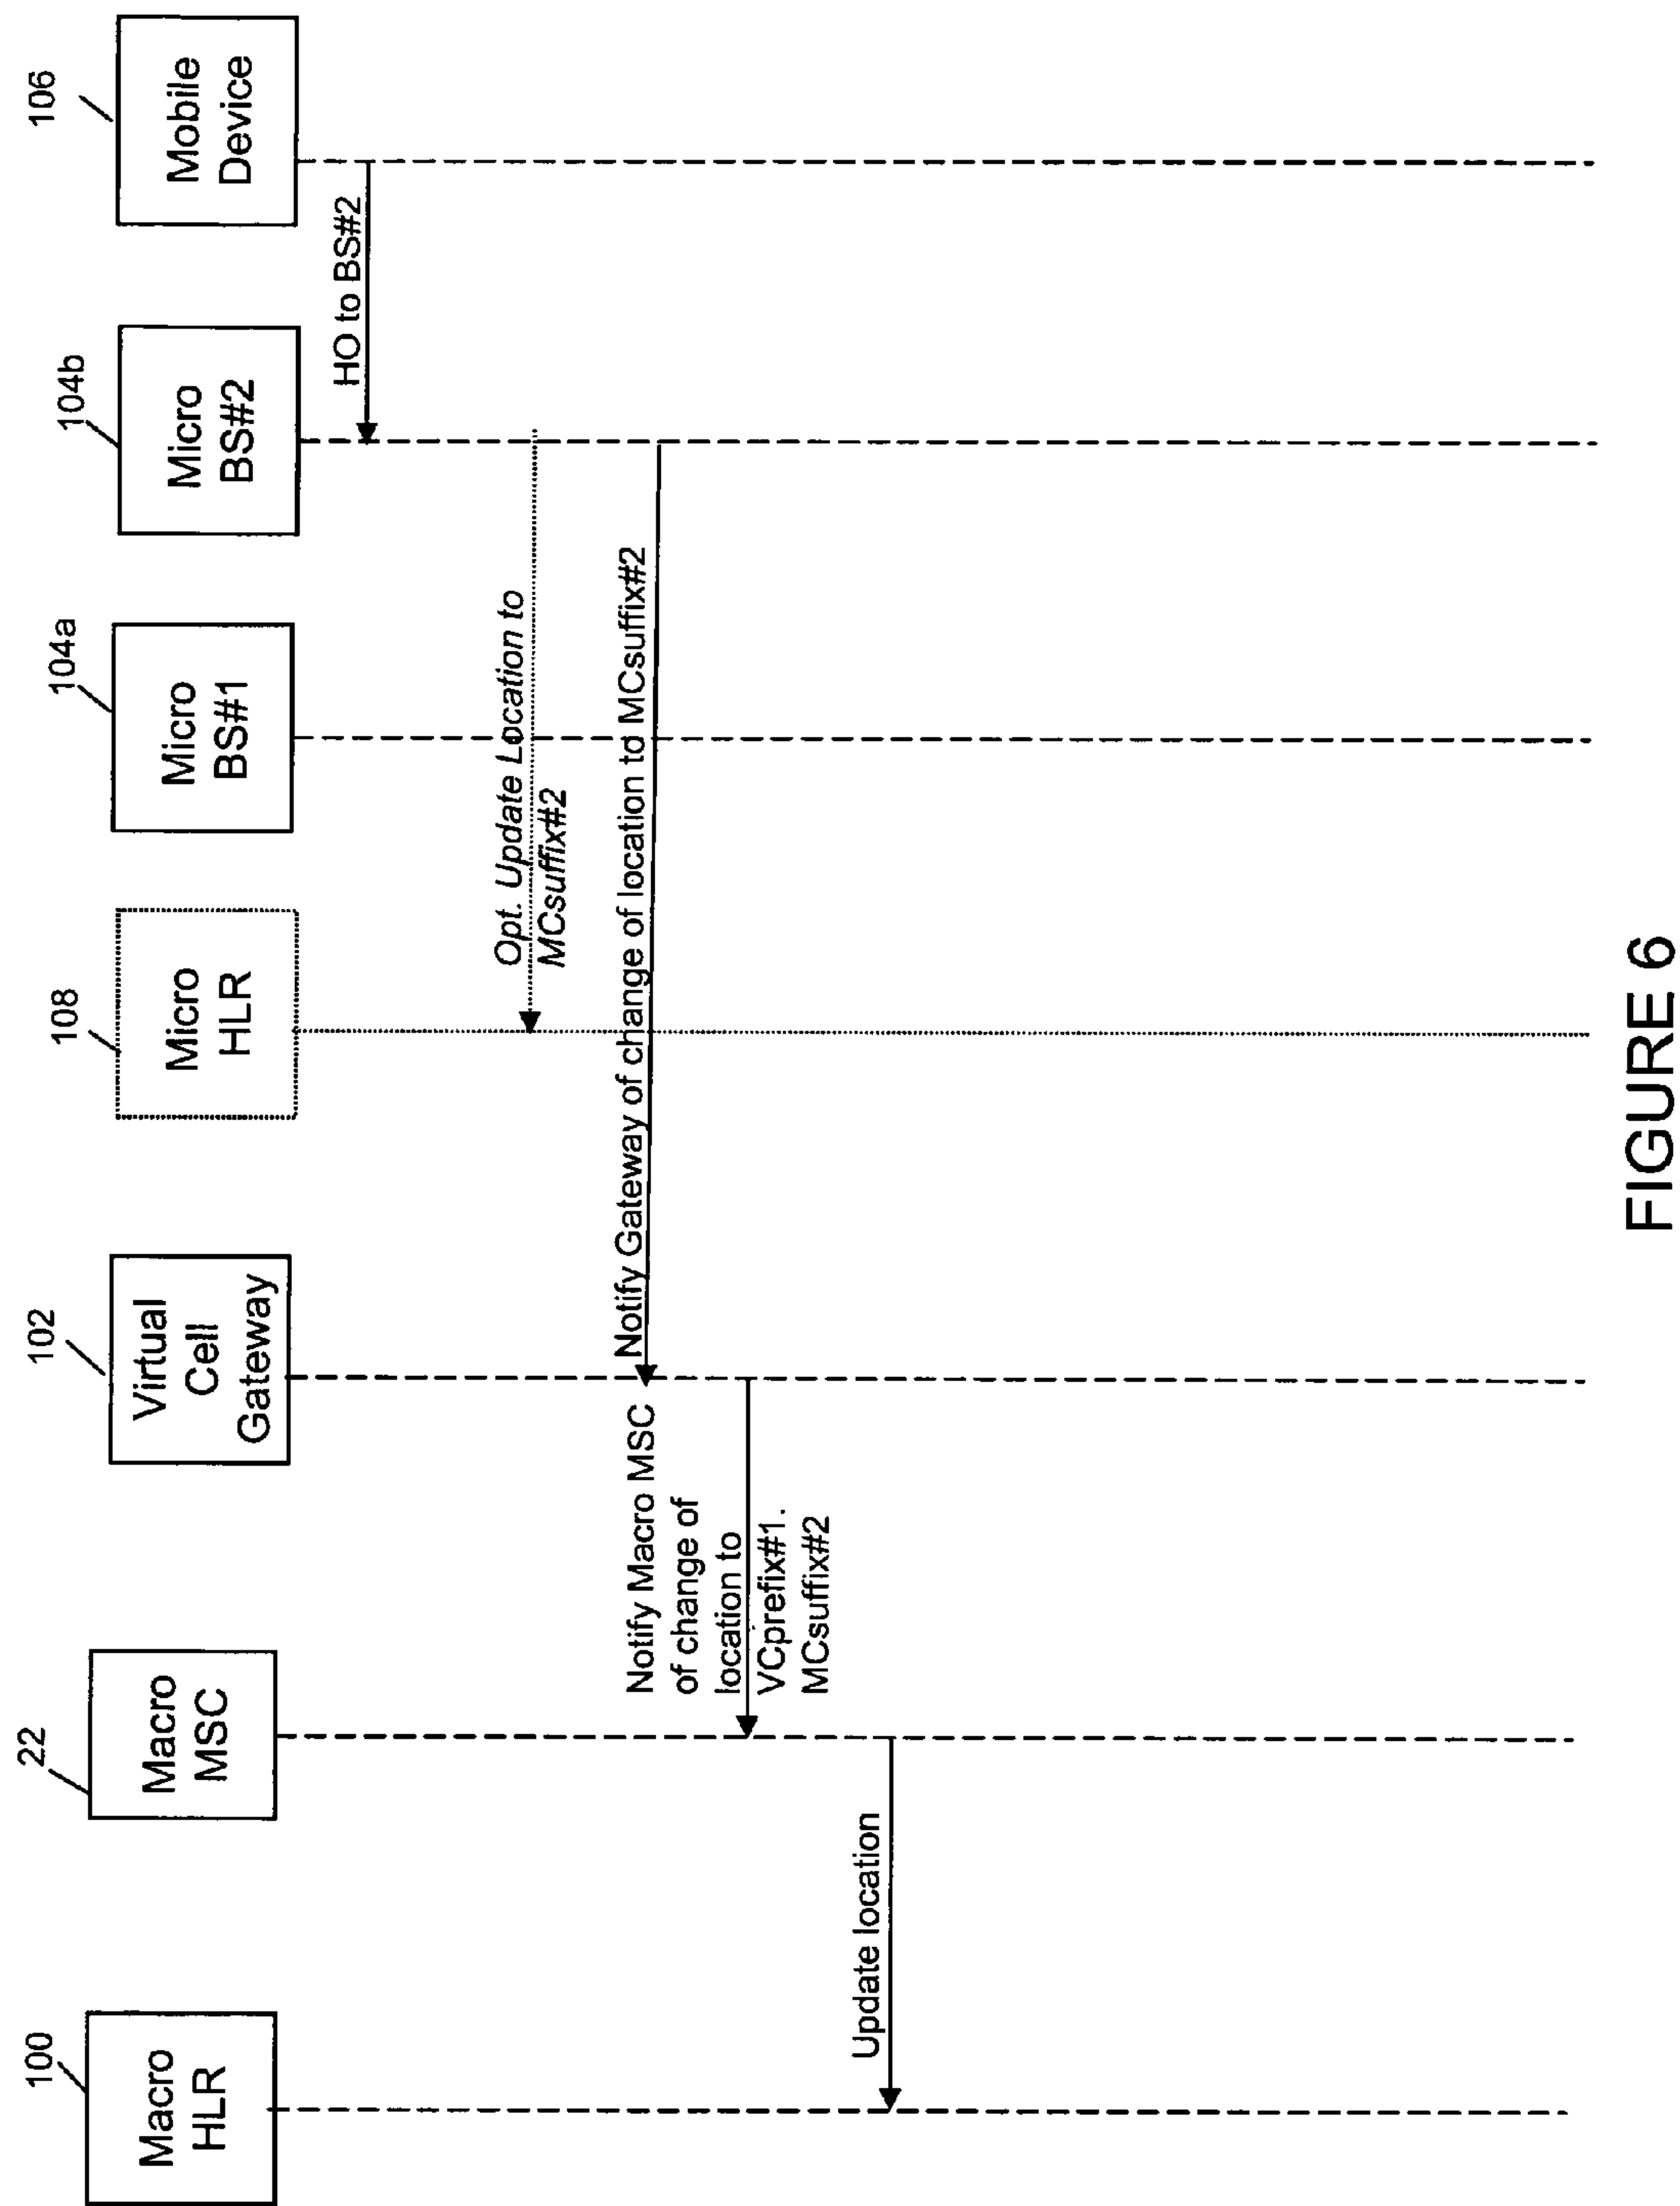 100
Macro
HLR
22
Macro
MSC
102
Virtual
Cell
Gateway
108
Micro
HLR
104a
Micro
BS#1
104b
Micro
BS#2
106
Mobile
Device
HO to BS#2
Opt. Update Location to
MCsuffix#2
Notify Gateway of change of location to MCsuffix#2
Notify Macro MSC
of change of
location to
VCprefix#1.
MCsuffix#2
Update location
FIGURE 6